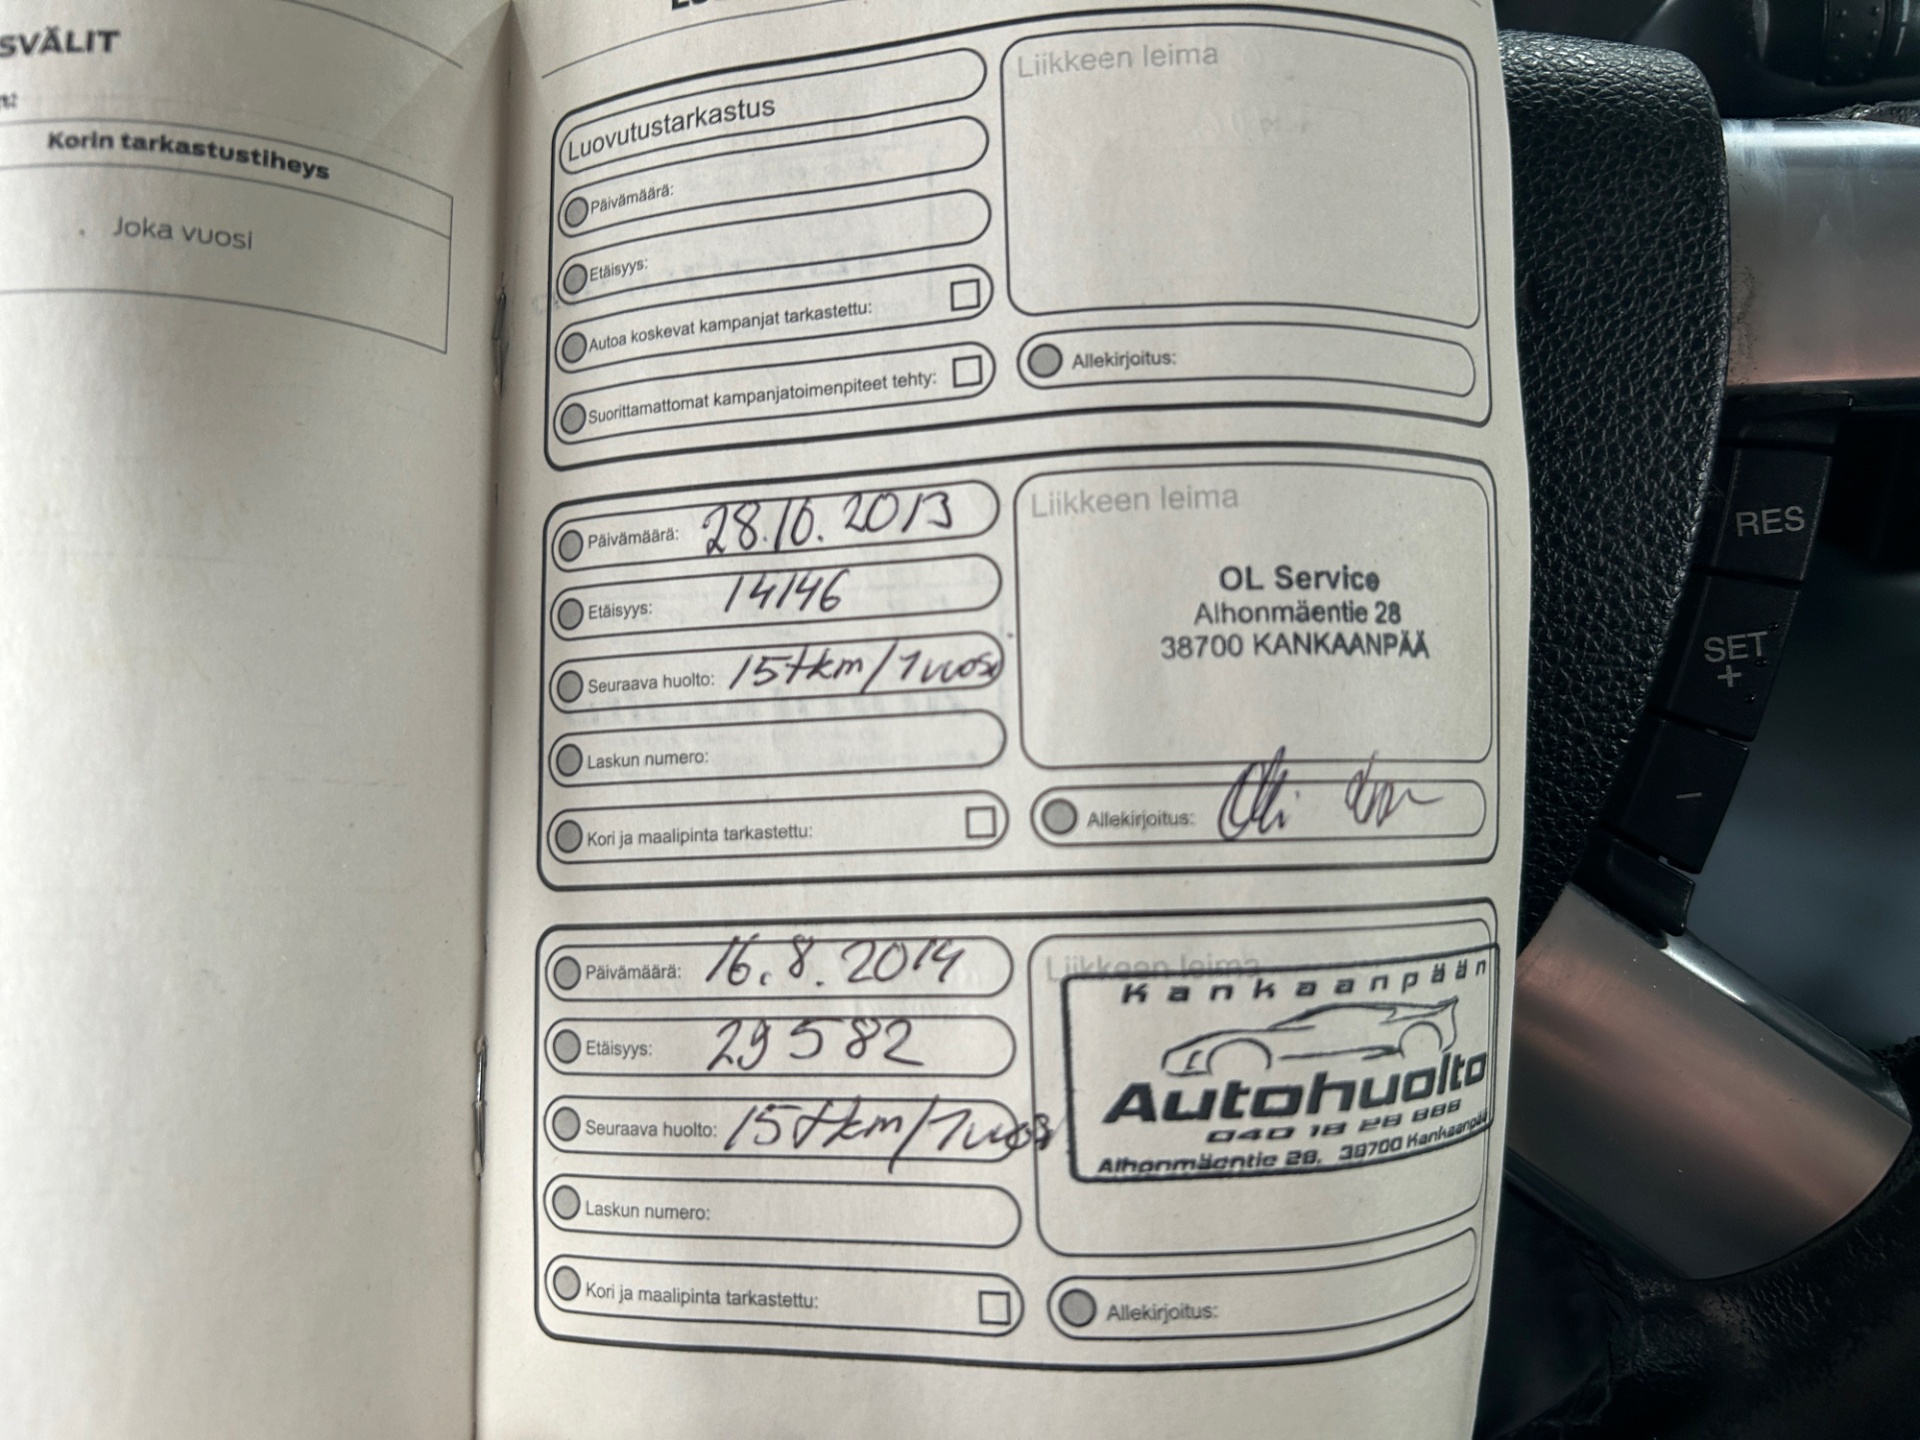 SVÄLIT
Korin tarkastustiheys
Joka vuosi
Luovutustarkastus
Päivämäärä:
Etäisyys:
Autoa koskevat kampanjat tarkastettu:
Suorittamattomat kampanjatoimenpiteet tehty:
Liikkeen leima
Allekirjoitus:
Päivämäärä: 28.10.2013
Etäisyys: 14146
Seuraava huolto: 15tkm/1vuosi
Laskun numero:
Kori ja maalipinta tarkastettu:
Liikkeen leima
OL Service
Alhonmäentie 28
38700 KANKAANPÄÄ
Allekirjoitus:
Päivämäärä: 16.8.2014
Etäisyys: 29582
Seuraava huolto: 15tkm/1vuosi
Laskun numero:
Kori ja maalipinta tarkastettu:
Liikkeen leima
Kankaanpään
Autohuolto
040 18 28 888
Alhonmäentie 28, 38700 Kankaanpää
Allekirjoitus:
RES
SET
+
–